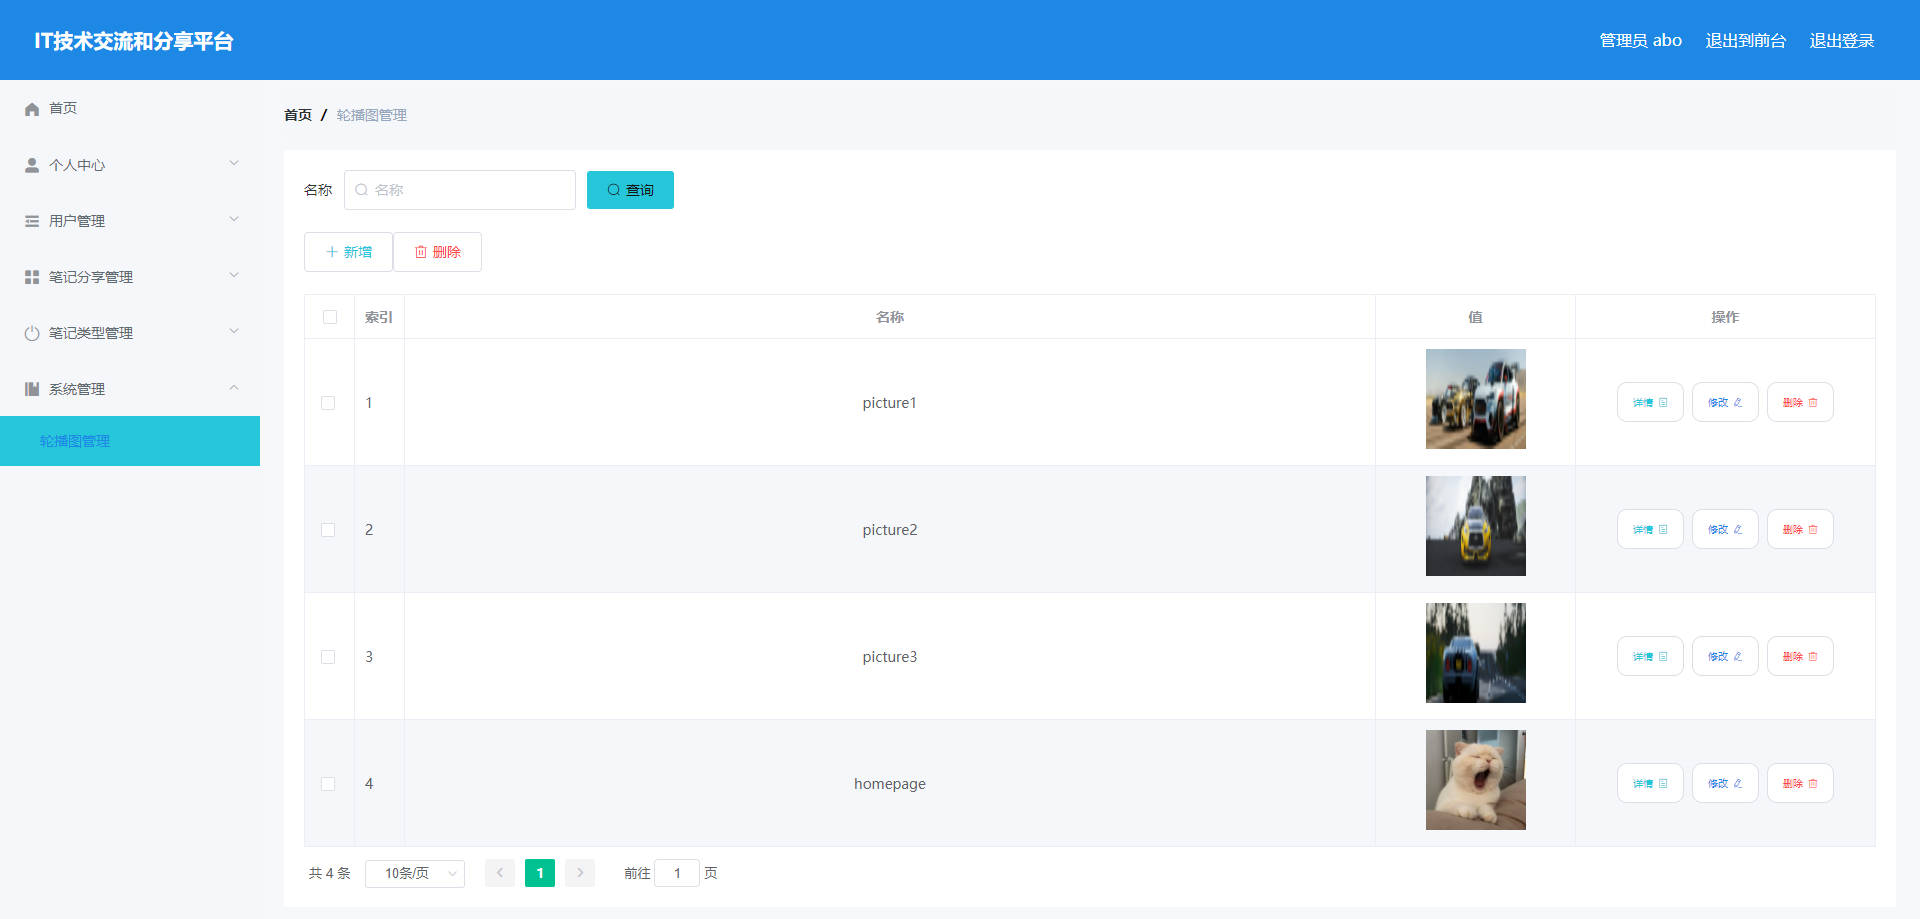 IT技术交流和分享平台
管理员 abo 退出到前台 退出登录
首页
个人中心
用户管理
笔记分享管理
笔记类型管理
系统管理
轮播图管理
首页 / 轮播图管理
名称 名称 查询
新增 删除
索引 名称 值 操作
1 picture1 详情 修改 删除
2 picture2 详情 修改 删除
3 picture3 详情 修改 删除
4 homepage 详情 修改 删除
共 4 条 10条/页 1 前往 1 页